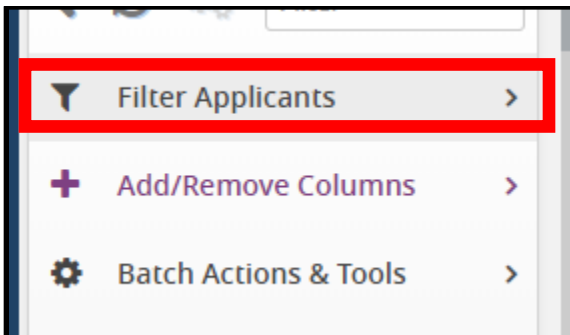 Filter Applicants
Add/Remove Columns
Batch Actions & Tools